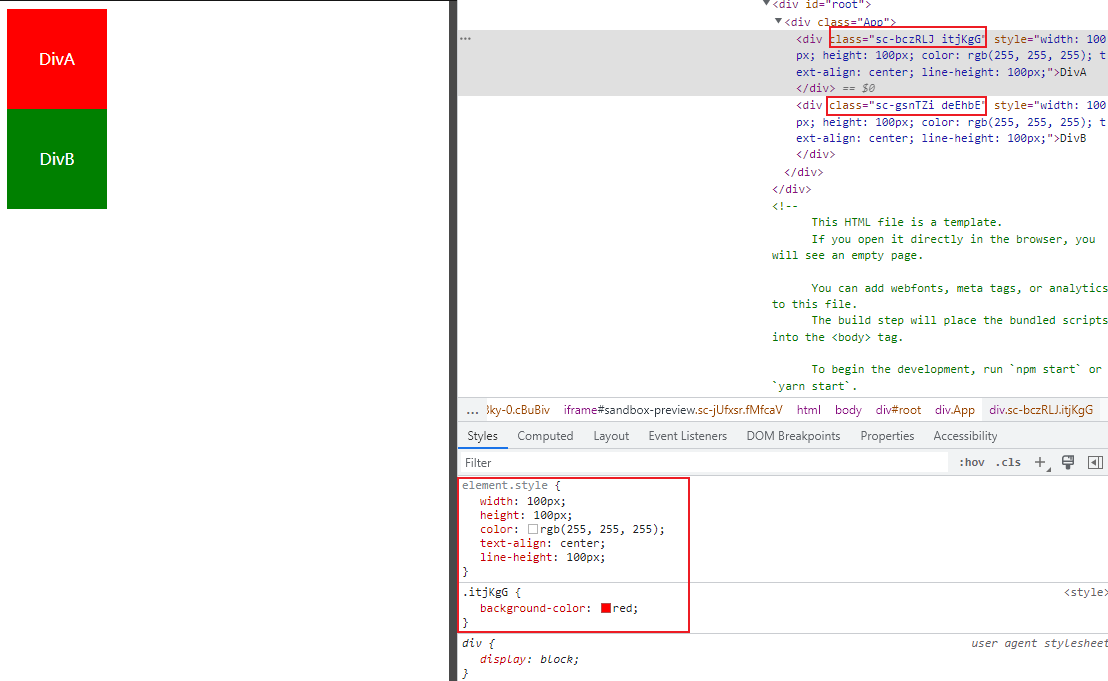 DivA
DivB
<div id="root">
<div class="App">
<div class="sc-bczRLJ itjKgG" style="width: 100
px; height: 100px; color: rgb(255, 255, 255); t
ext-align: center; line-height: 100px;">DivA
</div> == $0
<div class="sc-gsnTZi deEhbE" style="width: 100
px; height: 100px; color: rgb(255, 255, 255); t
ext-align: center; line-height: 100px;">DivB
</div>
</div>
</div>
<!--
This HTML file is a template.
If you open it directly in the browser, you
will see an empty page.
You can add webfonts, meta tags, or analytics
to this file.
The build step will place the bundled scripts
into the <body> tag.
To begin the development, run `npm start` or
`yarn start`.
... 3ky-0.cBuBiv iframe#sandbox-preview.sc-jUfxsr.fMfcaV html body div#root div.App div.sc-bczRLJ.itjKgG
Styles Computed Layout Event Listeners DOM Breakpoints Properties Accessibility
Filter :hov .cls +
element.style {
width: 100px;
height: 100px;
color: rgb(255, 255, 255);
text-align: center;
line-height: 100px;
}
.itjKgG { <style>
background-color: red;
}
div { user agent stylesheet
display: block;
}